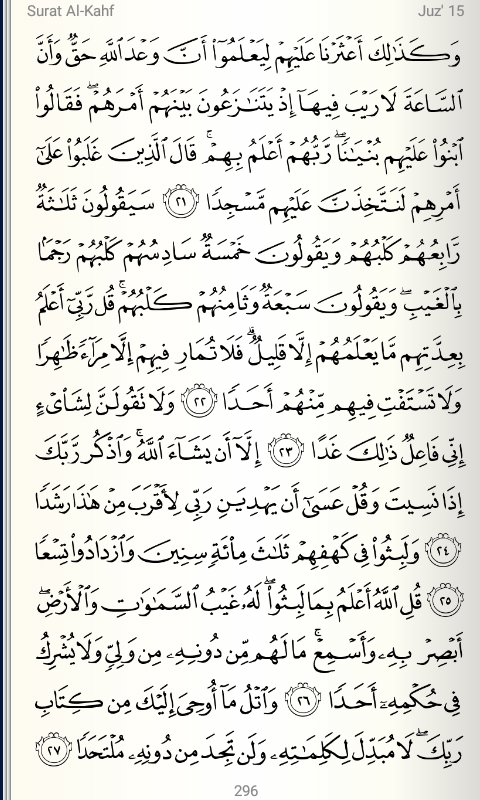 Surat Al-Kahf Juz' 15
وَكَذَٰلِكَ أَعْثَرْنَا عَلَيْهِمْ لِيَعْلَمُوٓا۟ أَنَّ وَعْدَ ٱللَّهِ حَقٌّ وَأَنَّ
ٱلسَّاعَةَ لَا رَيْبَ فِيهَآ إِذْ يَتَنَٰزَعُونَ بَيْنَهُمْ أَمْرَهُمْ ۖ فَقَالُوا۟
ٱبْنُوا۟ عَلَيْهِم بُنْيَٰنًا ۖ رَّبُّهُمْ أَعْلَمُ بِهِمْ ۚ قَالَ ٱلَّذِينَ غَلَبُوا۟ عَلَىٰٓ
أَمْرِهِمْ لَنَتَّخِذَنَّ عَلَيْهِم مَّسْجِدًا ٢١ سَيَقُولُونَ ثَلَٰثَةٌ
رَّابِعُهُمْ كَلْبُهُمْ وَيَقُولُونَ خَمْسَةٌ سَادِسُهُمْ كَلْبُهُمْ رَجْمًۢا
بِٱلْغَيْبِ ۖ وَيَقُولُونَ سَبْعَةٌ وَثَامِنُهُمْ كَلْبُهُمْ ۚ قُل رَّبِّىٓ أَعْلَمُ
بِعِدَّتِهِم مَّا يَعْلَمُهُمْ إِلَّا قَلِيلٌ ۗ فَلَا تُمَارِ فِيهِمْ إِلَّا مِرَآءً ظَٰهِرًا
وَلَا تَسْتَفْتِ فِيهِم مِّنْهُمْ أَحَدًا ٢٢ وَلَا تَقُولَنَّ لِشَا۟ىْءٍ
إِنِّى فَاعِلٌ ذَٰلِكَ غَدًا ٢٣ إِلَّآ أَن يَشَآءَ ٱللَّهُ ۚ وَٱذْكُر رَّبَّكَ
إِذَا نَسِيتَ وَقُلْ عَسَىٰٓ أَن يَهْدِيَنِ رَبِّى لِأَقْرَبَ مِنْ هَٰذَا رَشَدًا
٢٤ وَلَبِثُوا۟ فِى كَهْفِهِمْ ثَلَٰثَ مِا۟ئَةٍ سِنِينَ وَٱزْدَادُوا۟ تِسْعًا
٢٥ قُلِ ٱللَّهُ أَعْلَمُ بِمَا لَبِثُوا۟ ۖ لَهُۥ غَيْبُ ٱلسَّمَٰوَٰتِ وَٱلْأَرْضِ ۖ
أَبْصِرْ بِهِۦ وَأَسْمِعْ ۚ مَا لَهُم مِّن دُونِهِۦ مِن وَلِىٍّ وَلَا يُشْرِكُ
فِى حُكْمِهِۦٓ أَحَدًا ٢٦ وَٱتْلُ مَآ أُوحِىَ إِلَيْكَ مِن كِتَابِ
رَبِّكَ ۖ لَا مُبَدِّلَ لِكَلِمَٰتِهِۦ وَلَن تَجِدَ مِن دُونِهِۦ مُلْتَحَدًا ٢٧
296